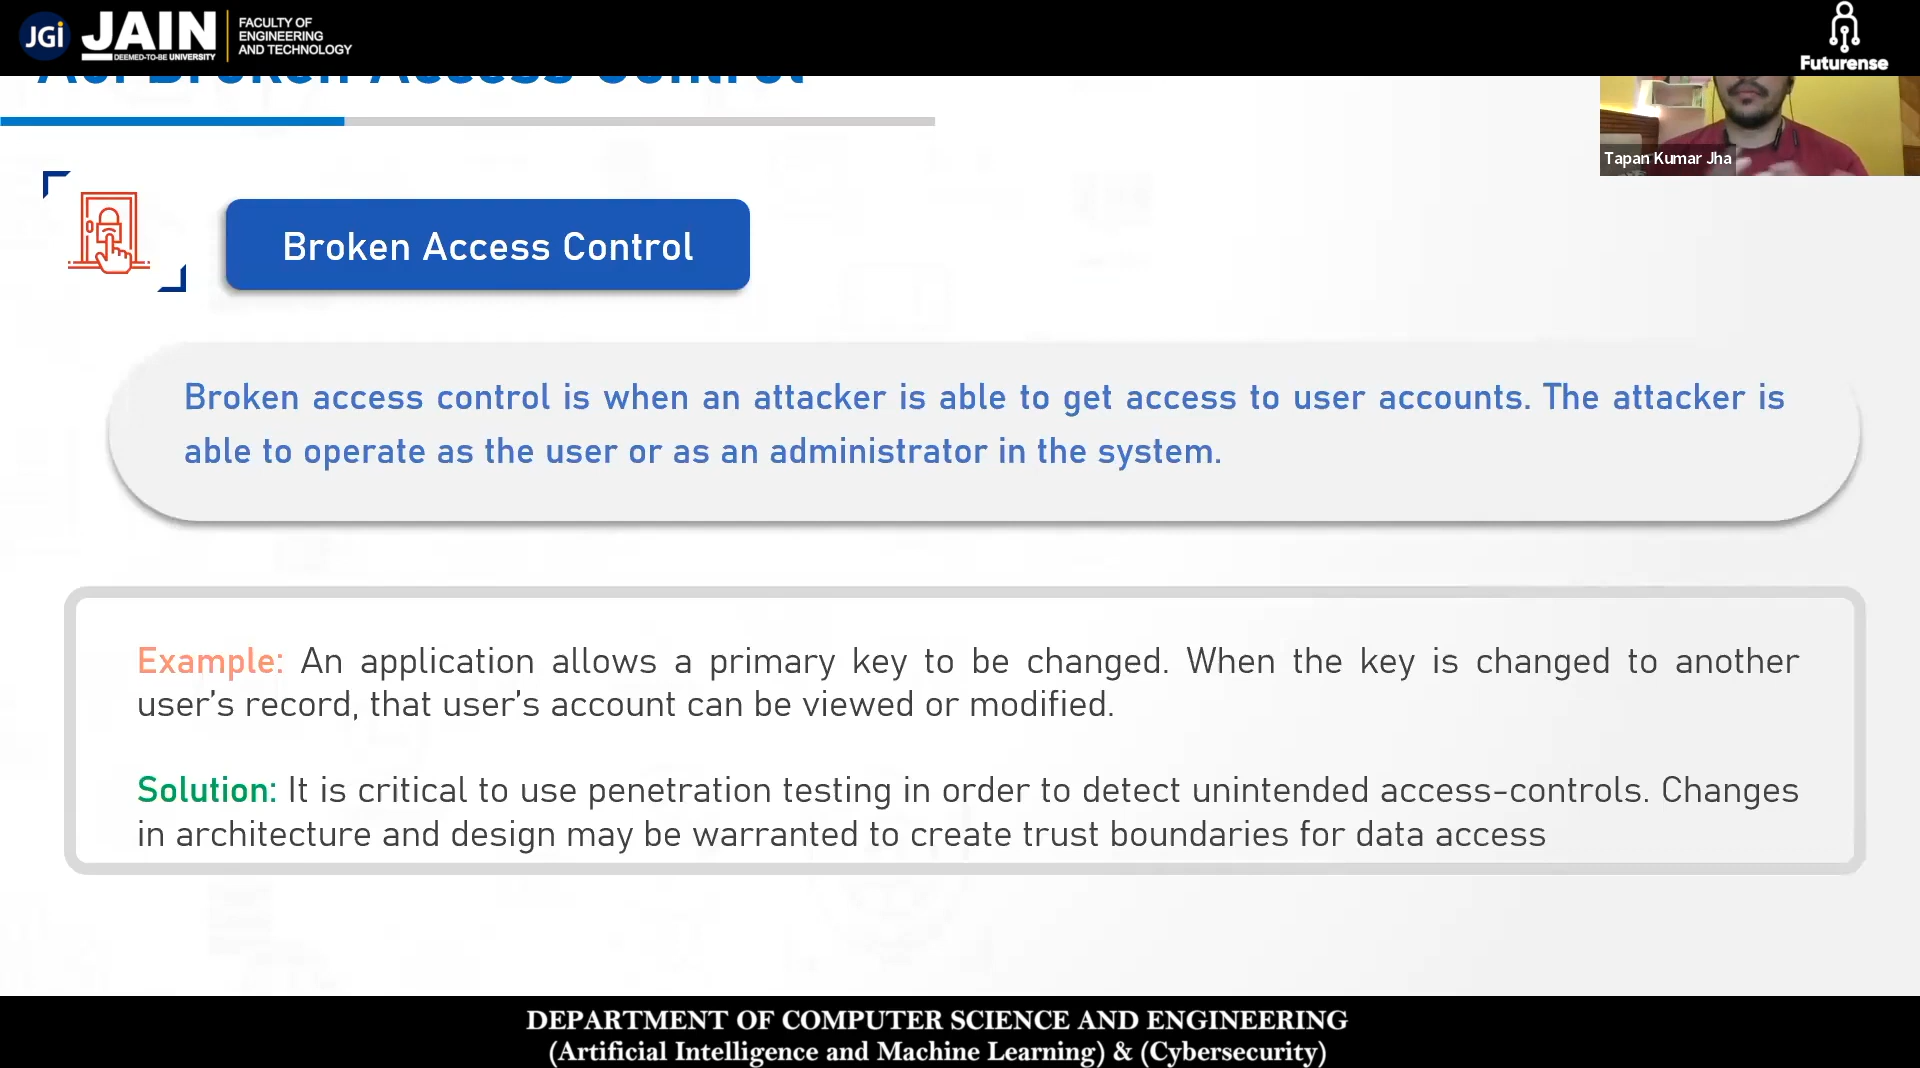 JGi JAIN
DEEMED-TO-BE UNIVERSITY
FACULTY OF
ENGINEERING
AND TECHNOLOGY
Futurense
Broken Access Control
Tapan Kumar Jha
Broken Access Control
Broken access control is when an attacker is able to get access to user accounts. The attacker is
able to operate as the user or as an administrator in the system.
Example: An application allows a primary key to be changed. When the key is changed to another
user's record, that user's account can be viewed or modified.
Solution: It is critical to use penetration testing in order to detect unintended access-controls. Changes
in architecture and design may be warranted to create trust boundaries for data access
DEPARTMENT OF COMPUTER SCIENCE AND ENGINEERING
(Artificial Intelligence and Machine Learning) & (Cybersecurity)